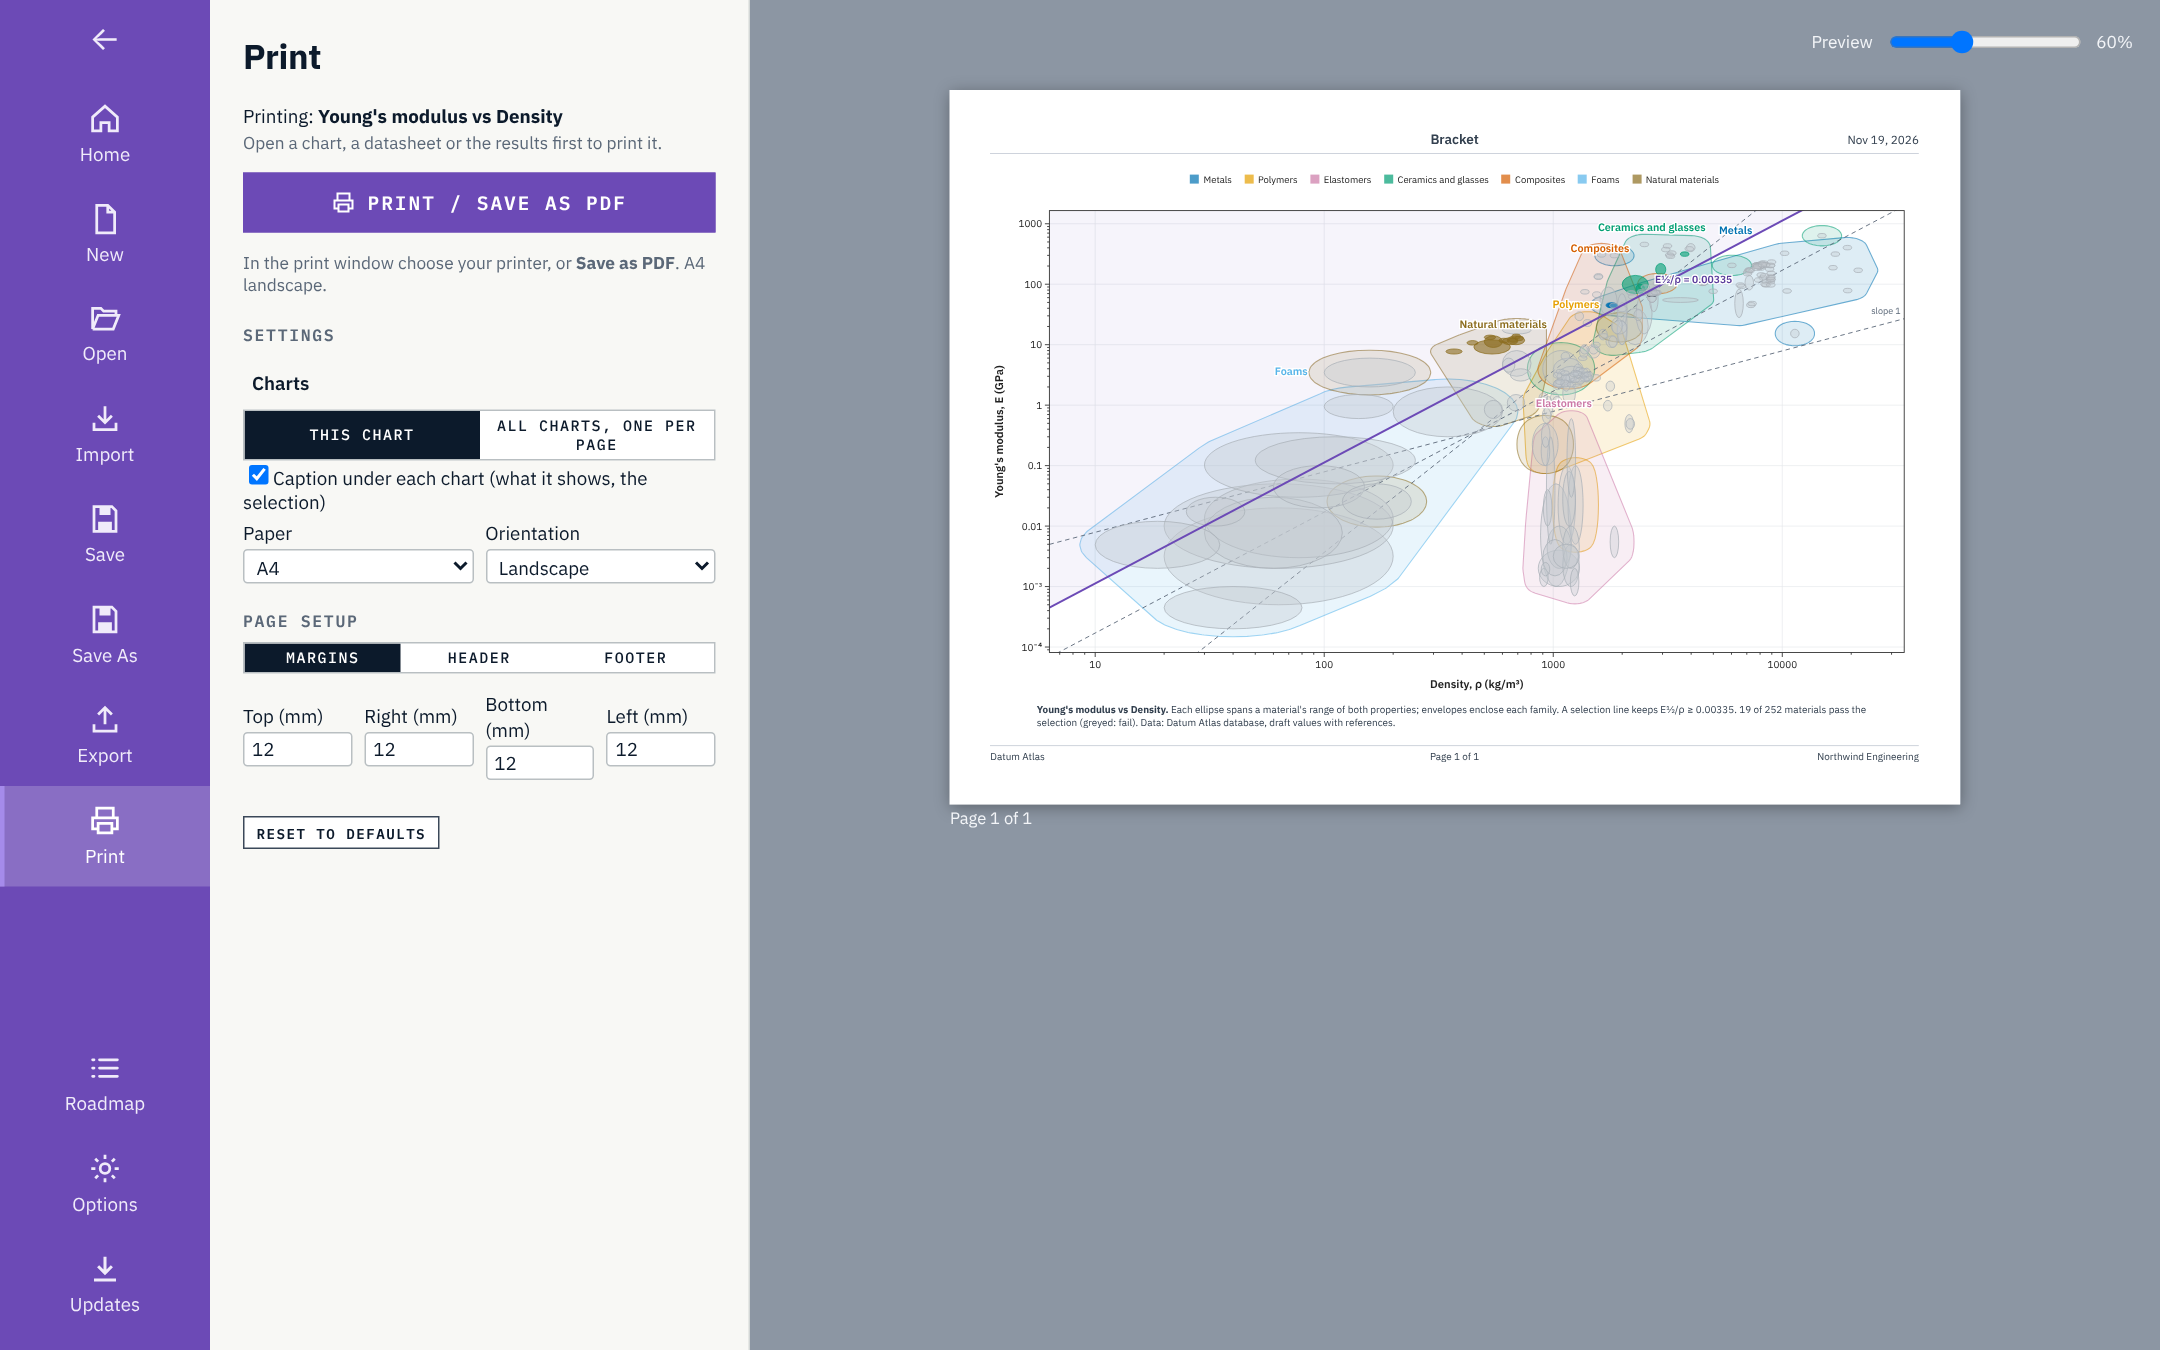 Home
New
Open
Import
Save
Save As
Export
Print
Roadmap
Options
Updates
Print
Printing: Young's modulus vs Density
Open a chart, a datasheet or the results first to print it.
PRINT / SAVE AS PDF
In the print window choose your printer, or Save as PDF. A4
landscape.
SETTINGS
Charts
THIS CHART
ALL CHARTS, ONE PER
PAGE
Caption under each chart (what it shows, the
selection)
Paper
Orientation
A4
Landscape
PAGE SETUP
MARGINS
HEADER
FOOTER
Top (mm)
Right (mm)
Bottom
(mm)
Left (mm)
12
12
12
12
RESET TO DEFAULTS
Preview
60%
Bracket
Nov 19, 2026
Metals
Polymers
Elastomers
Ceramics and glasses
Composites
Foams
Natural materials
1000
100
10
1
0.1
0.01
10⁻³
10⁻⁴
Young's modulus, E (GPa)
Ceramics and glasses
Metals
Composites
E⅓/ρ = 0.00335
Polymers
slope 1
Natural materials
Foams
Elastomers
10
100
1000
10000
Density, ρ (kg/m³)
Young's modulus vs Density. Each ellipse spans a material's range of both properties; envelopes enclose each family. A selection line keeps E⅓/ρ ≥ 0.00335. 19 of 252 materials pass the
selection (greyed: fail). Data: Datum Atlas database, draft values with references.
Datum Atlas
Page 1 of 1
Northwind Engineering
Page 1 of 1